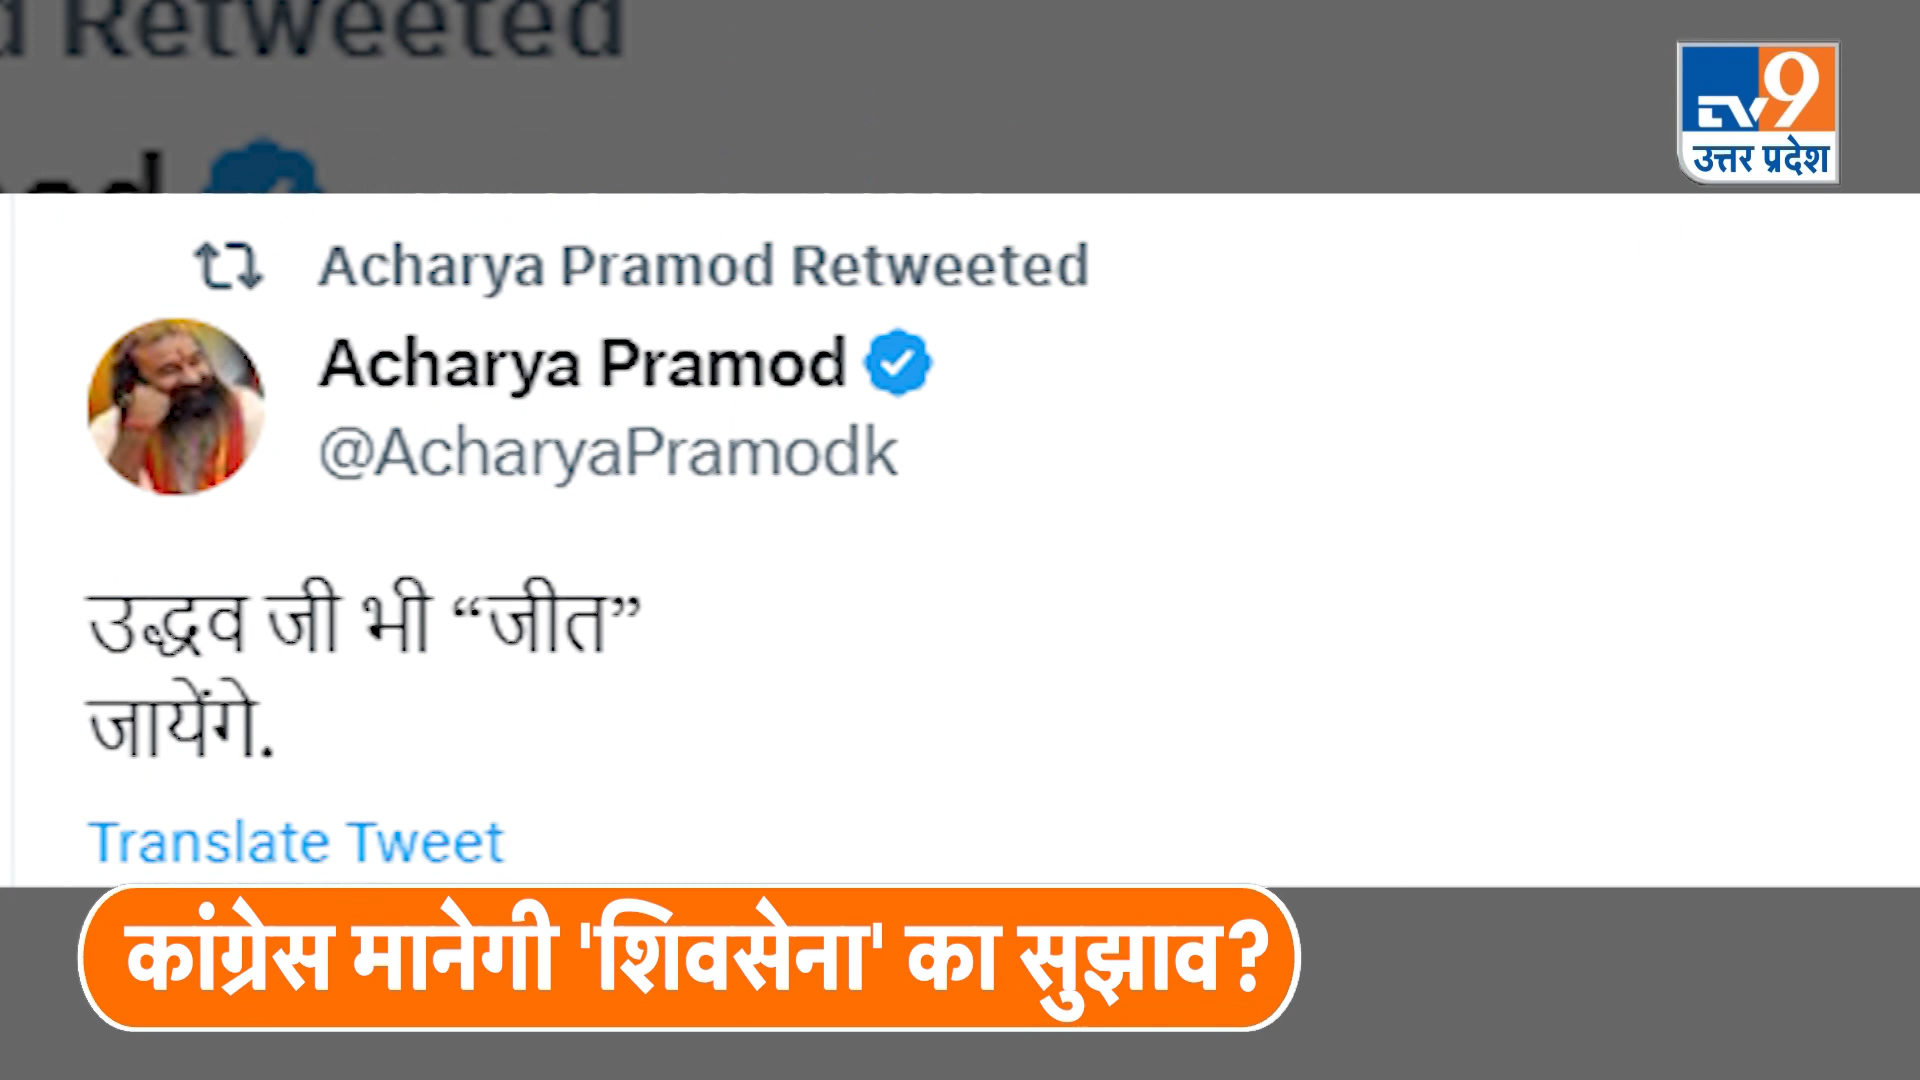 d Retweeted
TV9
उत्तर प्रदेश
Acharya Pramod Retweeted
Acharya Pramod
@AcharyaPramodk
उद्धव जी भी “जीत”
जायेंगे.
Translate Tweet
कांग्रेस मानेगी 'शिवसेना' का सुझाव?